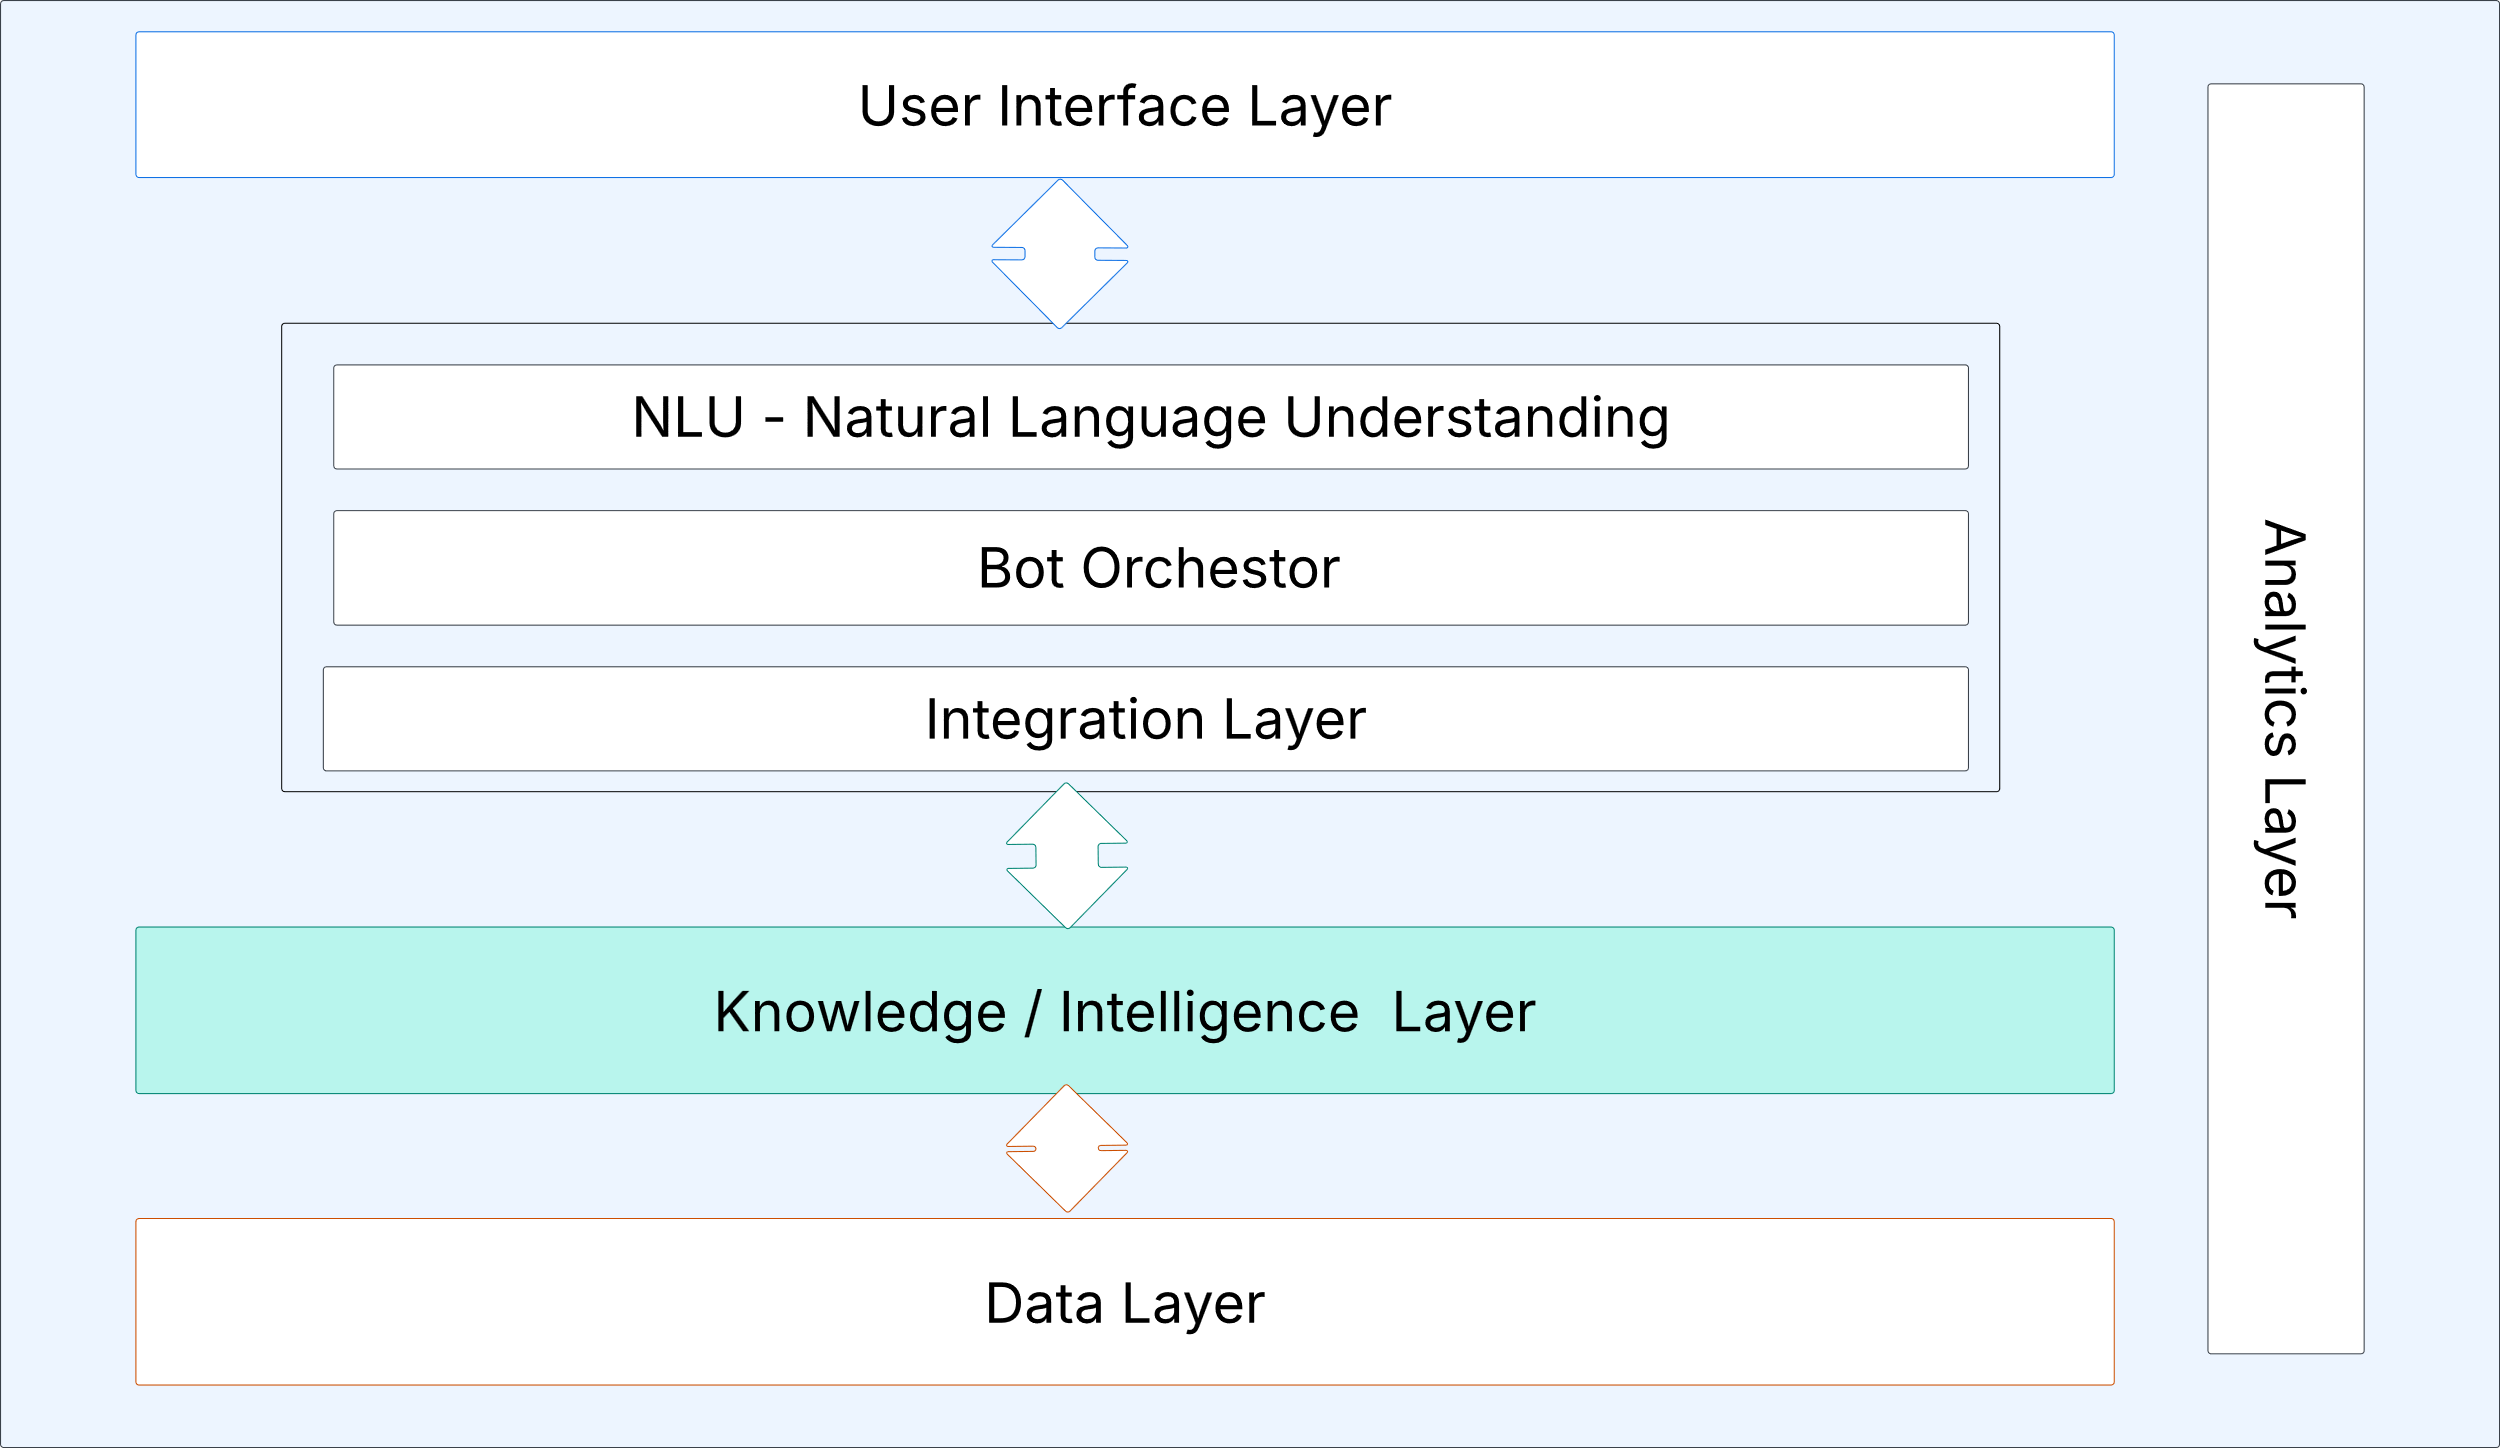 User Interface Layer
NLU - Natural Language Understanding
Bot Orchestor
Integration Layer
Knowledge / Intelligence Layer
Data Layer
Analytics Layer